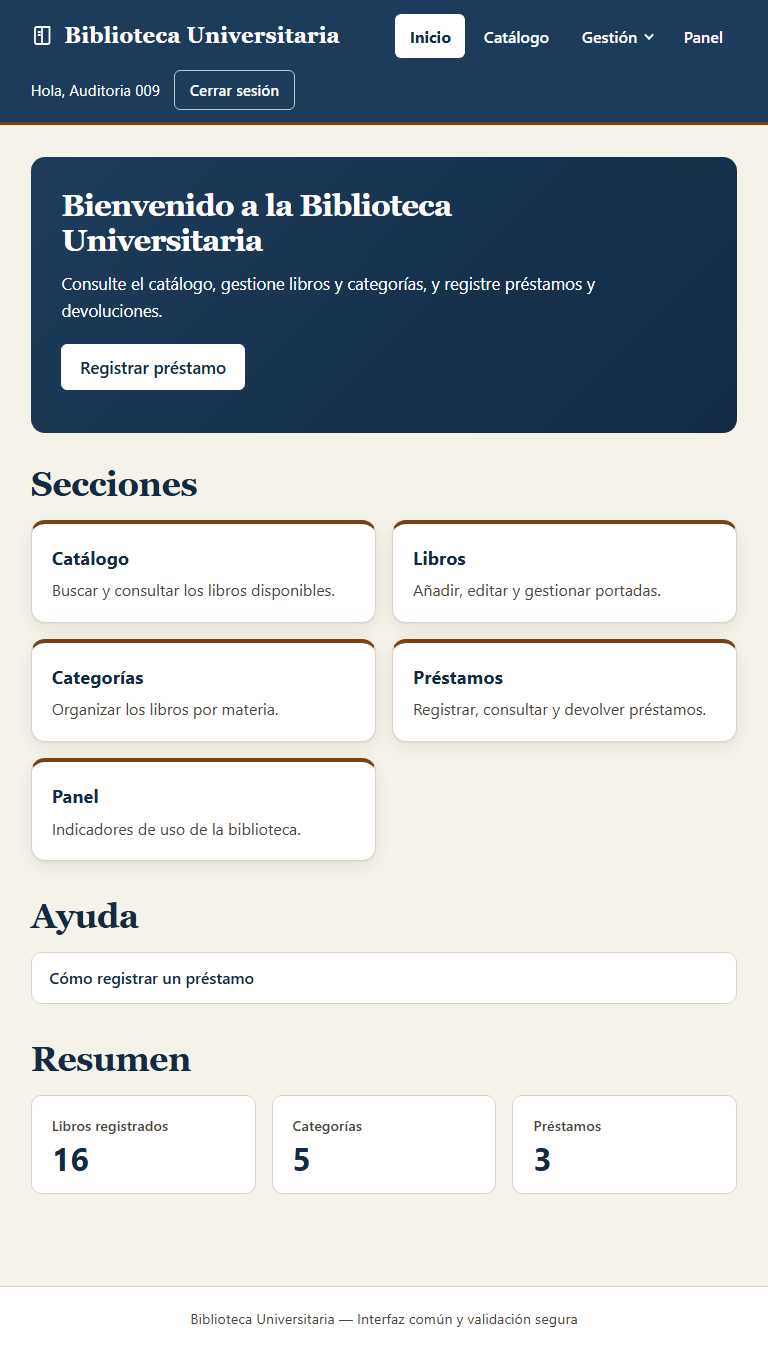 Biblioteca Universitaria
Inicio
Catálogo
Gestión
Panel
Hola, Auditoria 009
Cerrar sesión
Bienvenido a la Biblioteca
Universitaria
Consulte el catálogo, gestione libros y categorías, y registre préstamos y
devoluciones.
Registrar préstamo
Secciones
Catálogo
Buscar y consultar los libros disponibles.
Libros
Añadir, editar y gestionar portadas.
Categorías
Organizar los libros por materia.
Préstamos
Registrar, consultar y devolver préstamos.
Panel
Indicadores de uso de la biblioteca.
Ayuda
Cómo registrar un préstamo
Resumen
Libros registrados
16
Categorías
5
Préstamos
3
Biblioteca Universitaria — Interfaz común y validación segura